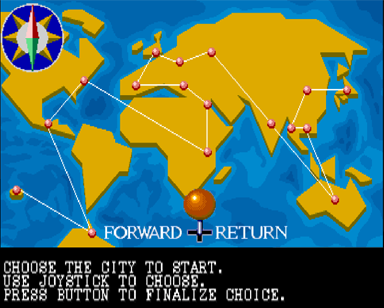 FORWARD RETURN
CHOOSE THE CITY TO START.
USE JOYSTICK TO CHOOSE.
PRESS BUTTON TO FINALIZE CHOICE.